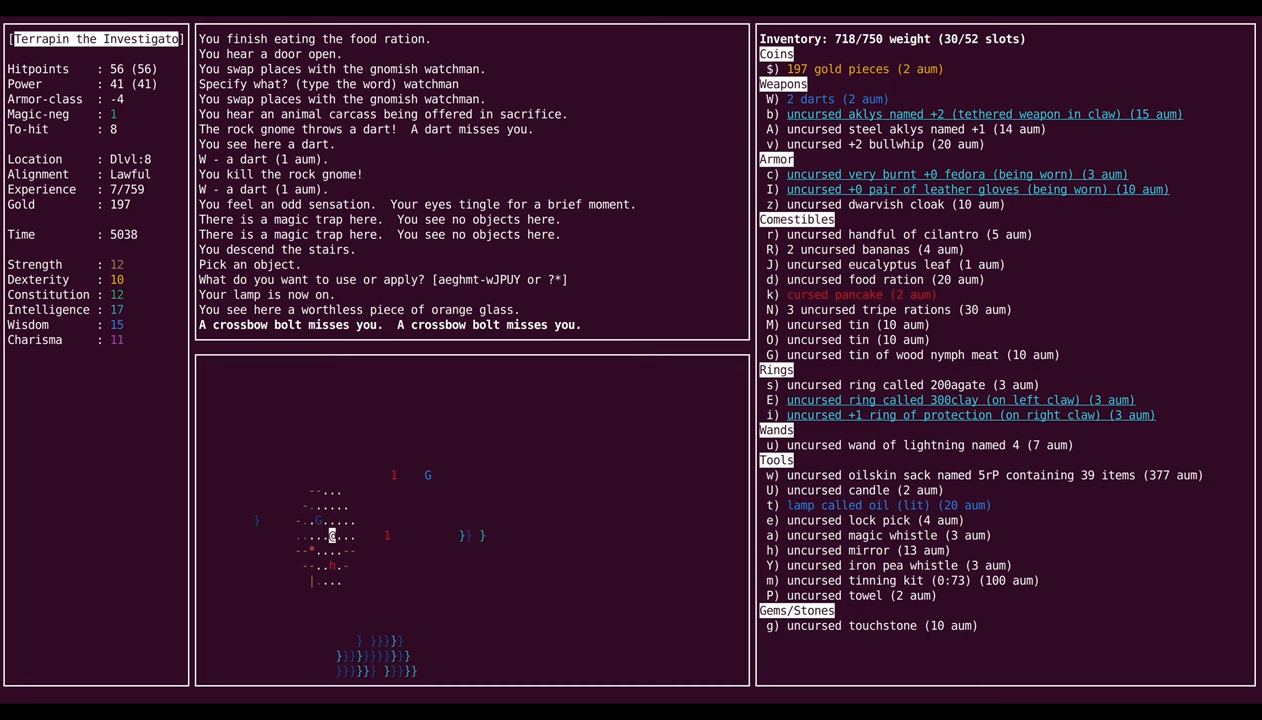 [Terrapin the Investigato]
Hitpoints : 56 (56)
Power : 41 (41)
Armor-class : -4
Magic-neg : 1
To-hit : 8
Location : Dlvl:8
Alignment : Lawful
Experience : 7/759
Gold : 197
Time : 5038
Strength : 12
Dexterity : 10
Constitution : 12
Intelligence : 17
Wisdom : 15
Charisma : 11
You finish eating the food ration.
You hear a door open.
You swap places with the gnomish watchman.
Specify what? (type the word) watchman
You swap places with the gnomish watchman.
You hear an animal carcass being offered in sacrifice.
The rock gnome throws a dart!  A dart misses you.
You see here a dart.
W - a dart (1 aum).
You kill the rock gnome!
W - a dart (1 aum).
You feel an odd sensation.  Your eyes tingle for a brief moment.
There is a magic trap here.  You see no objects here.
There is a magic trap here.  You see no objects here.
You descend the stairs.
Pick an object.
What do you want to use or apply? [aeghmt-wJPUY or ?*]
Your lamp is now on.
You see here a worthless piece of orange glass.
A crossbow bolt misses you.  A crossbow bolt misses you.
1 G
--...
-.....
} -..G.....
.....@... 1 }} }
--*....--
--..h.-
|....
} }}}}}
}}}}}}}}}}}}}
}}}}}} }}}}}
Inventory: 718/750 weight (30/52 slots)
Coins
$) 197 gold pieces (2 aum)
Weapons
W) 2 darts (2 aum)
b) uncursed aklys named +2 (tethered weapon in claw) (15 aum)
A) uncursed steel aklys named +1 (14 aum)
v) uncursed +2 bullwhip (20 aum)
Armor
c) uncursed very burnt +0 fedora (being worn) (3 aum)
I) uncursed +0 pair of leather gloves (being worn) (10 aum)
z) uncursed dwarvish cloak (10 aum)
Comestibles
r) uncursed handful of cilantro (5 aum)
R) 2 uncursed bananas (4 aum)
J) uncursed eucalyptus leaf (1 aum)
d) uncursed food ration (20 aum)
k) cursed pancake (2 aum)
N) 3 uncursed tripe rations (30 aum)
M) uncursed tin (10 aum)
O) uncursed tin (10 aum)
G) uncursed tin of wood nymph meat (10 aum)
Rings
s) uncursed ring called 200agate (3 aum)
E) uncursed ring called 300clay (on left claw) (3 aum)
i) uncursed +1 ring of protection (on right claw) (3 aum)
Wands
u) uncursed wand of lightning named 4 (7 aum)
Tools
w) uncursed oilskin sack named 5rP containing 39 items (377 aum)
U) uncursed candle (2 aum)
t) lamp called oil (lit) (20 aum)
e) uncursed lock pick (4 aum)
a) uncursed magic whistle (3 aum)
h) uncursed mirror (13 aum)
Y) uncursed iron pea whistle (3 aum)
m) uncursed tinning kit (0:73) (100 aum)
P) uncursed towel (2 aum)
Gems/Stones
g) uncursed touchstone (10 aum)